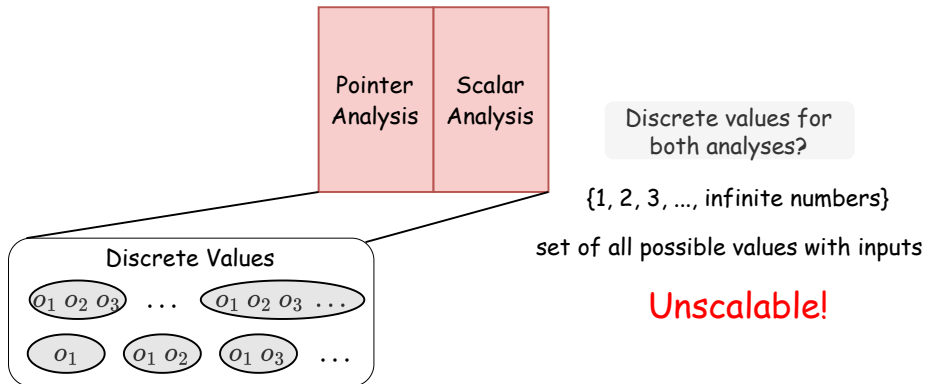 Pointer
Analysis
Scalar
Analysis
Discrete values for
both analyses?
{1, 2, 3, ..., infinite numbers}
set of all possible values with inputs
Unscalable!
Discrete Values
o₁ o₂ o₃ ... o₁ o₂ o₃ ...
o₁ o₁ o₂ o₁ o₃ ...